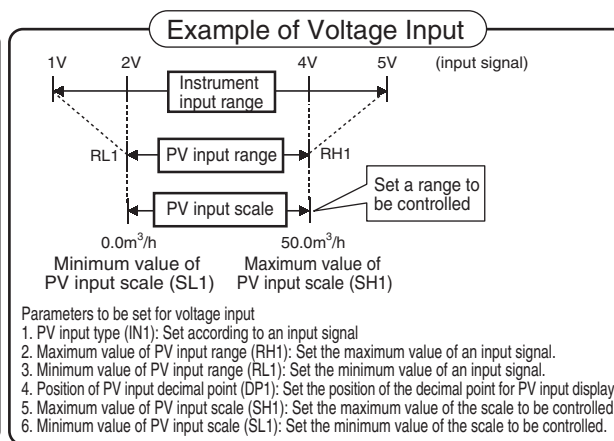 Example of Voltage Input
1V 2V 4V 5V (input signal)
Instrument
input range
RL1 PV input range RH1
PV input scale
Set a range to
be controlled
0.0m³/h 50.0m³/h
Minimum value of Maximum value of
PV input scale (SL1) PV input scale (SH1)
Parameters to be set for voltage input
1. PV input type (IN1): Set according to an input signal
2. Maximum value of PV input range (RH1): Set the maximum value of an input signal.
3. Minimum value of PV input range (RL1): Set the minimum value of an input signal.
4. Position of PV input decimal point (DP1): Set the position of the decimal point for PV input display
5. Maximum value of PV input scale (SH1): Set the maximum value of the scale to be controlled
6. Minimum value of PV input scale (SL1): Set the minimum value of the scale to be controlled.